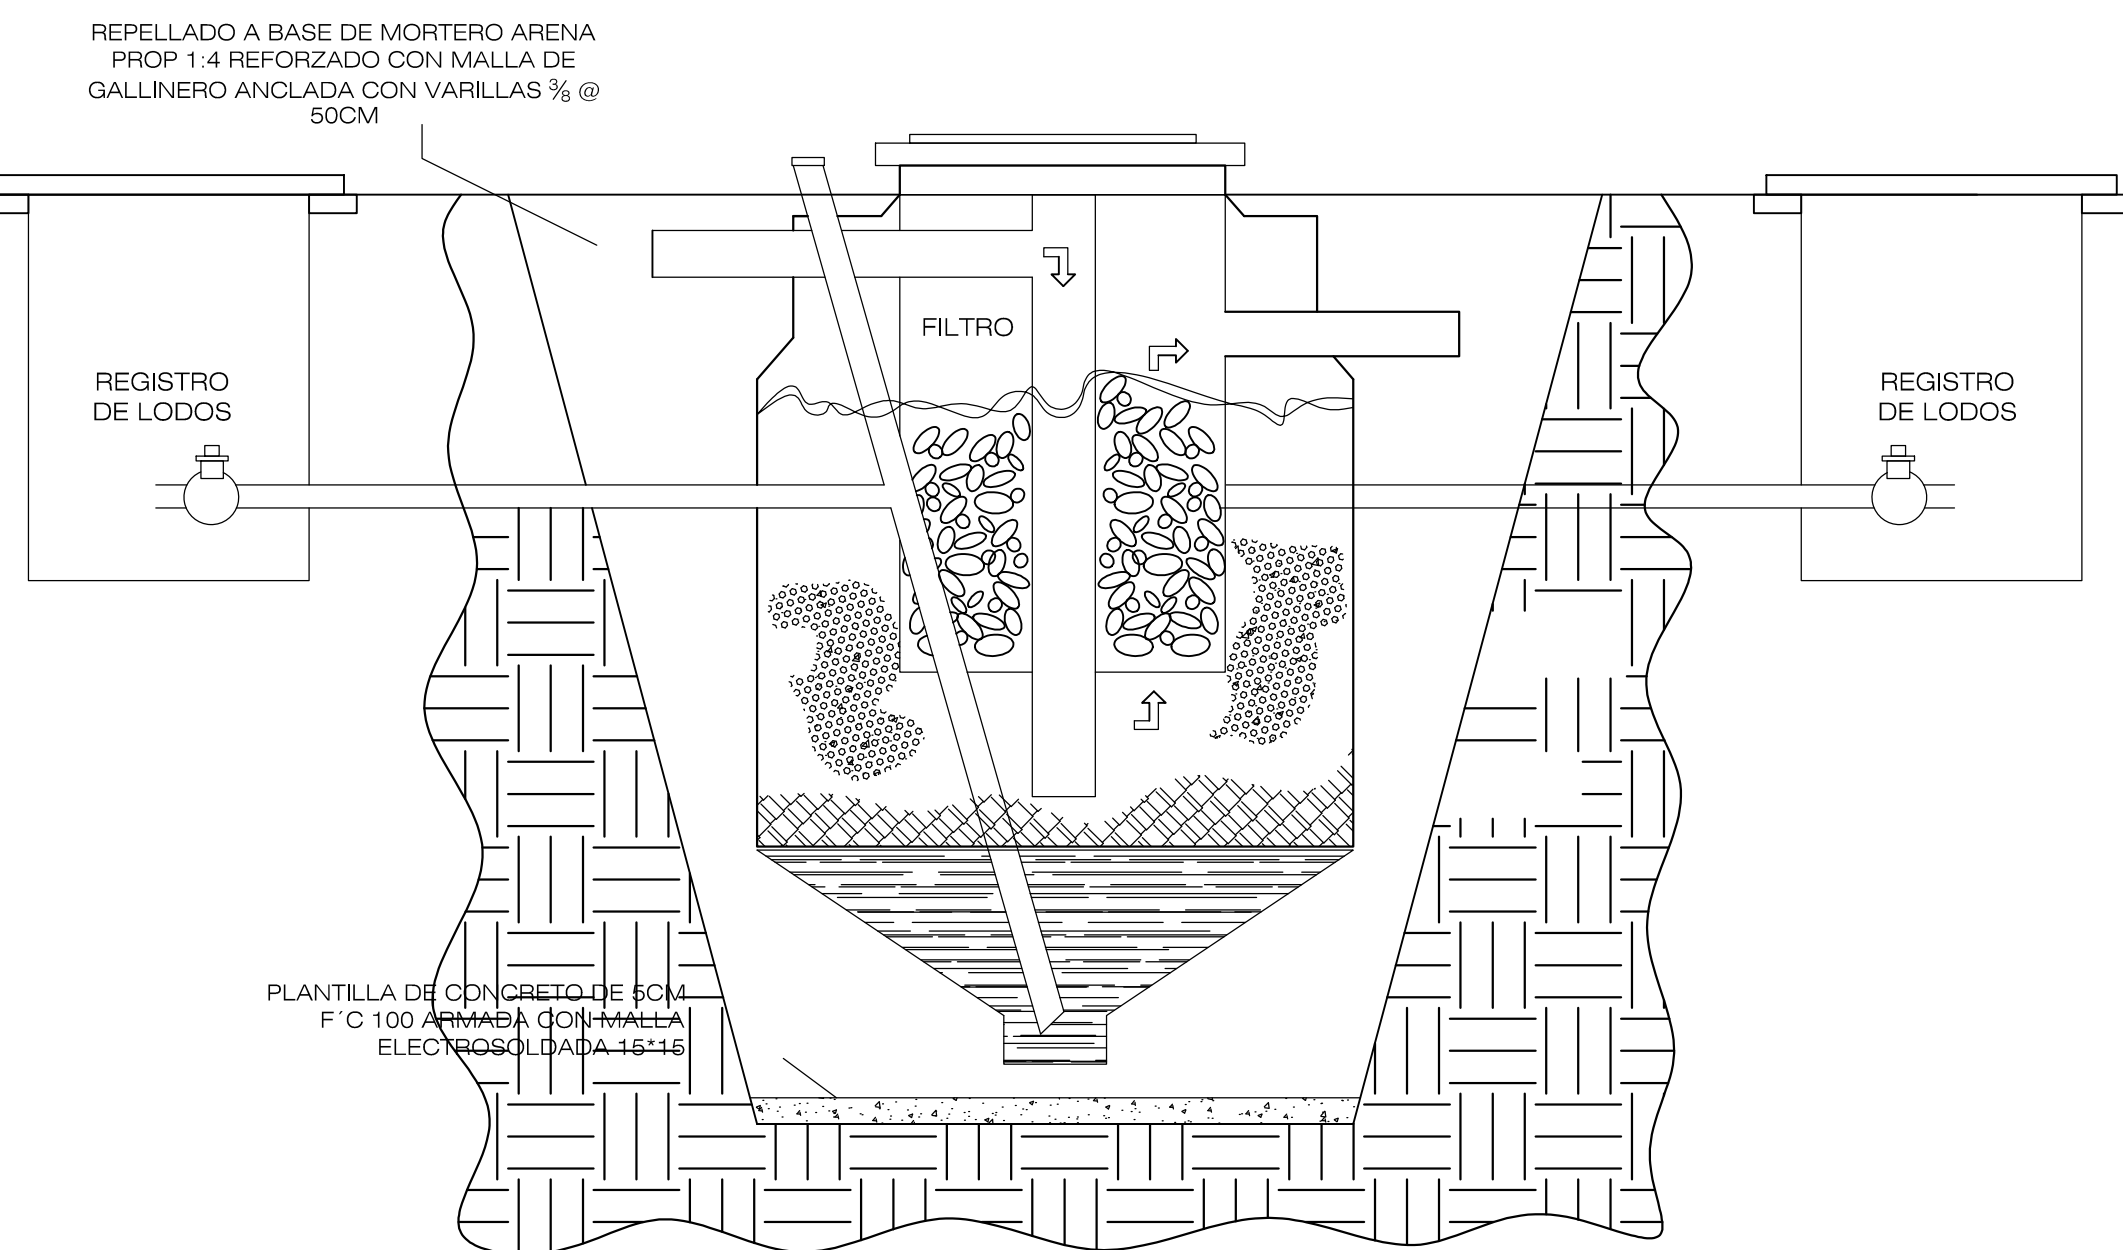 REPELLADO A BASE DE MORTERO ARENA
PROP 1:4 REFORZADO CON MALLA DE
GALLINERO ANCLADA CON VARILLAS ⅜ @
50CM
FILTRO
REGISTRO
DE LODOS
REGISTRO
DE LODOS
PLANTILLA DE CONCRETO DE 5CM
F´C 100 ARMADA CON MALLA
ELECTROSOLDADA 15*15